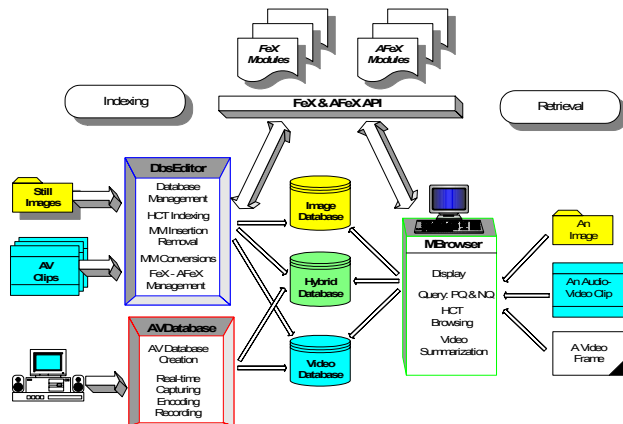 FeX
Modules
AFeX
Modules
Indexing
FeX & AFeX API
Retrieval
DbsEditor
Database
Management
HCT Indexing
MM Insertion
Removal
MM Conversions
FeX - AFeX
Management
Still
Images
AV
Clips
Image
Database
Hybrid
Database
Video
Database
MBrowser
Display
Query: PQ & NQ
HCT
Browsing
Video
Summarization
An
Image
An Audio-
Video Clip
A Video
Frame
AVDatabase
AV Database
Creation
Real-time
Capturing
Encoding
Recording